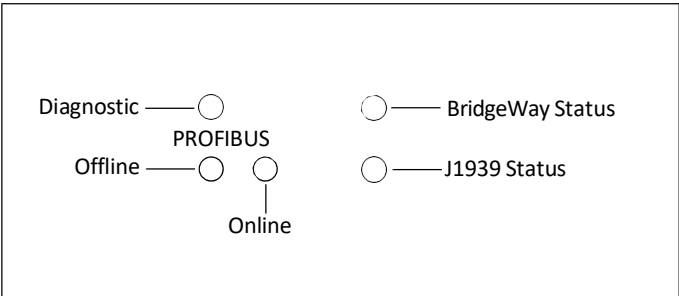 Diagnostic
BridgeWay Status
PROFIBUS
Offline
J1939 Status
Online